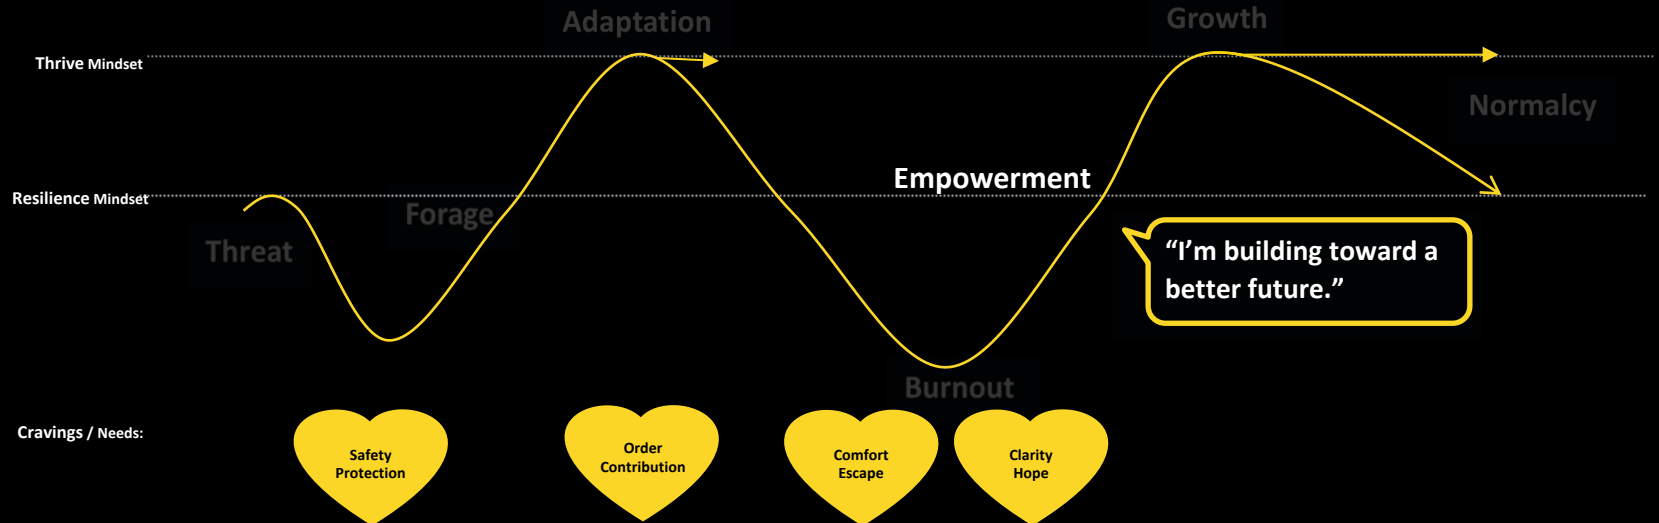 Adaptation
Growth
Thrive Mindset
Normalcy
Empowerment
Resilience Mindset
Forage
Threat
“I’m building toward a
better future.”
Burnout
Cravings / Needs:
Safety
Protection
Order
Contribution
Comfort
Escape
Clarity
Hope